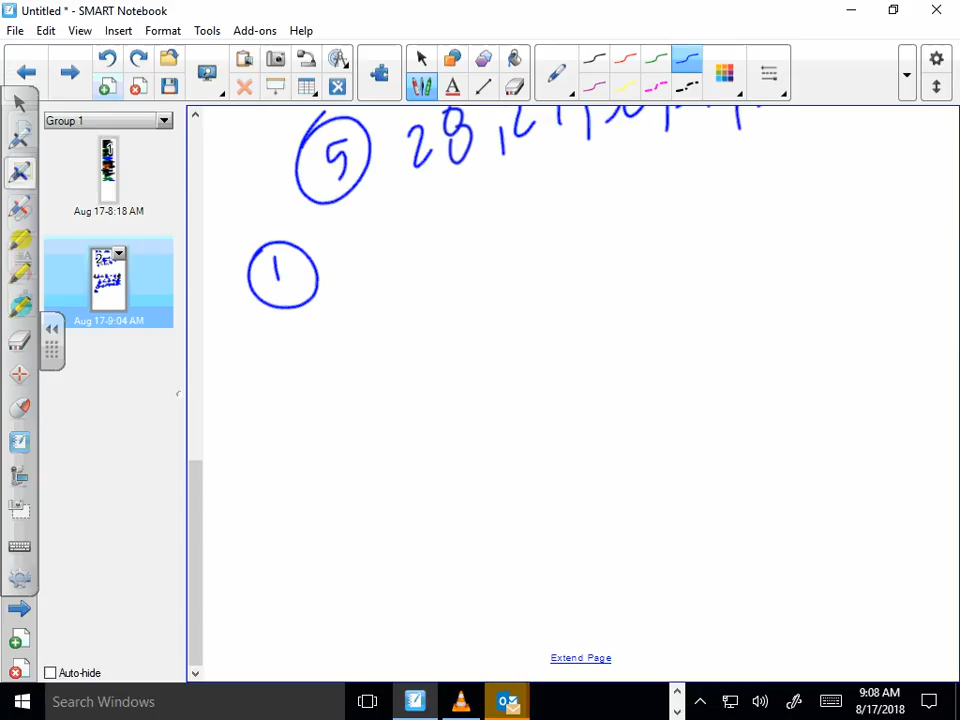 Untitled * - SMART Notebook
File Edit View Insert Format Tools Add-ons Help
Group 1
Aug 17-8:18 AM
Aug 17-9:04 AM
Auto-hide
5 28, 
1
Extend Page
Search Windows
9:08 AM
8/17/2018